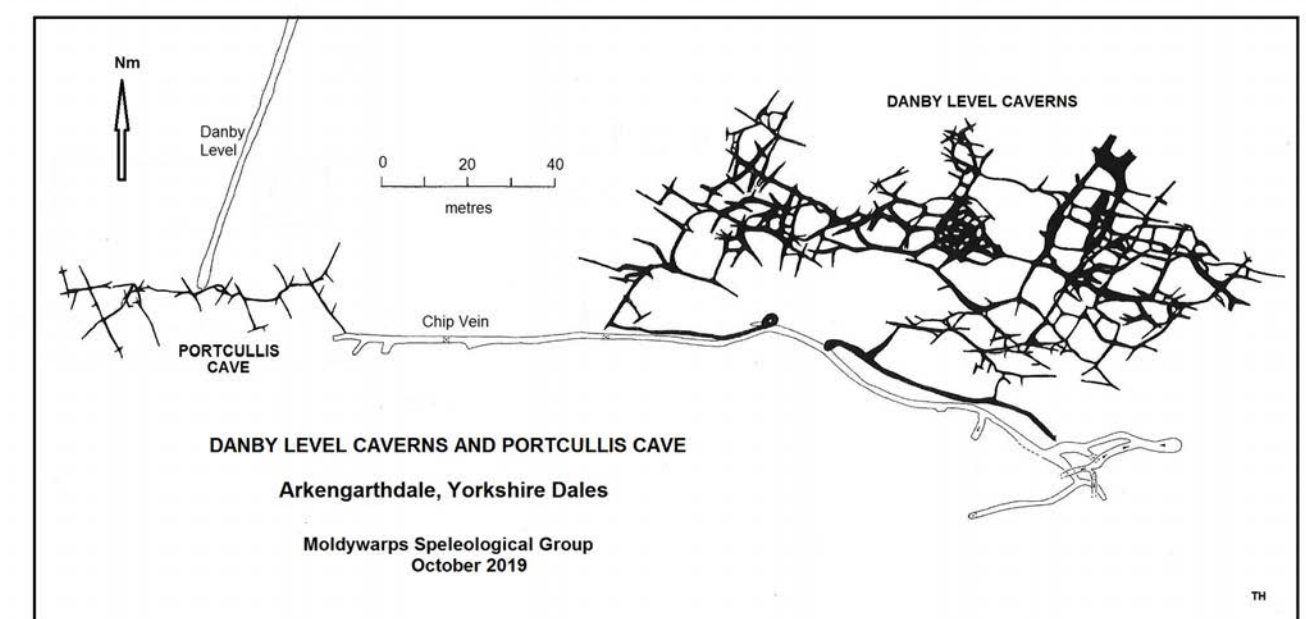 Nm
DANBY LEVEL CAVERNS
Danby
Level
0 20 40
metres
Chip Vein
PORTCULLIS
CAVE
DANBY LEVEL CAVERNS AND PORTCULLIS CAVE
Arkengarthdale, Yorkshire Dales
Moldywarps Speleological Group
October 2019
TH